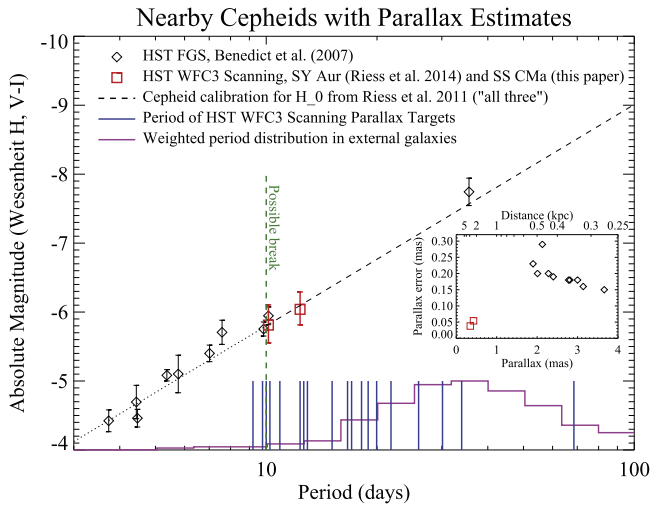 Nearby Cepheids with Parallax Estimates
-10
-9
-8
-7
-6
-5
-4
Absolute Magnitude (Wesenheit H, V-I)
HST FGS, Benedict et al. (2007)
HST WFC3 Scanning, SY Aur (Riess et al. 2014) and SS CMa (this paper)
Cepheid calibration for H_0 from Riess et al. 2011 ("all three")
Period of HST WFC3 Scanning Parallax Targets
Weighted period distribution in external galaxies
Possible break
Distance (kpc)
5 2 1 0.5 0.4 0.3 0.25
0.30
0.25
0.20
0.15
0.10
0.05
0.00
Parallax error (mas)
0 1 2 3 4
Parallax (mas)
10 100
Period (days)